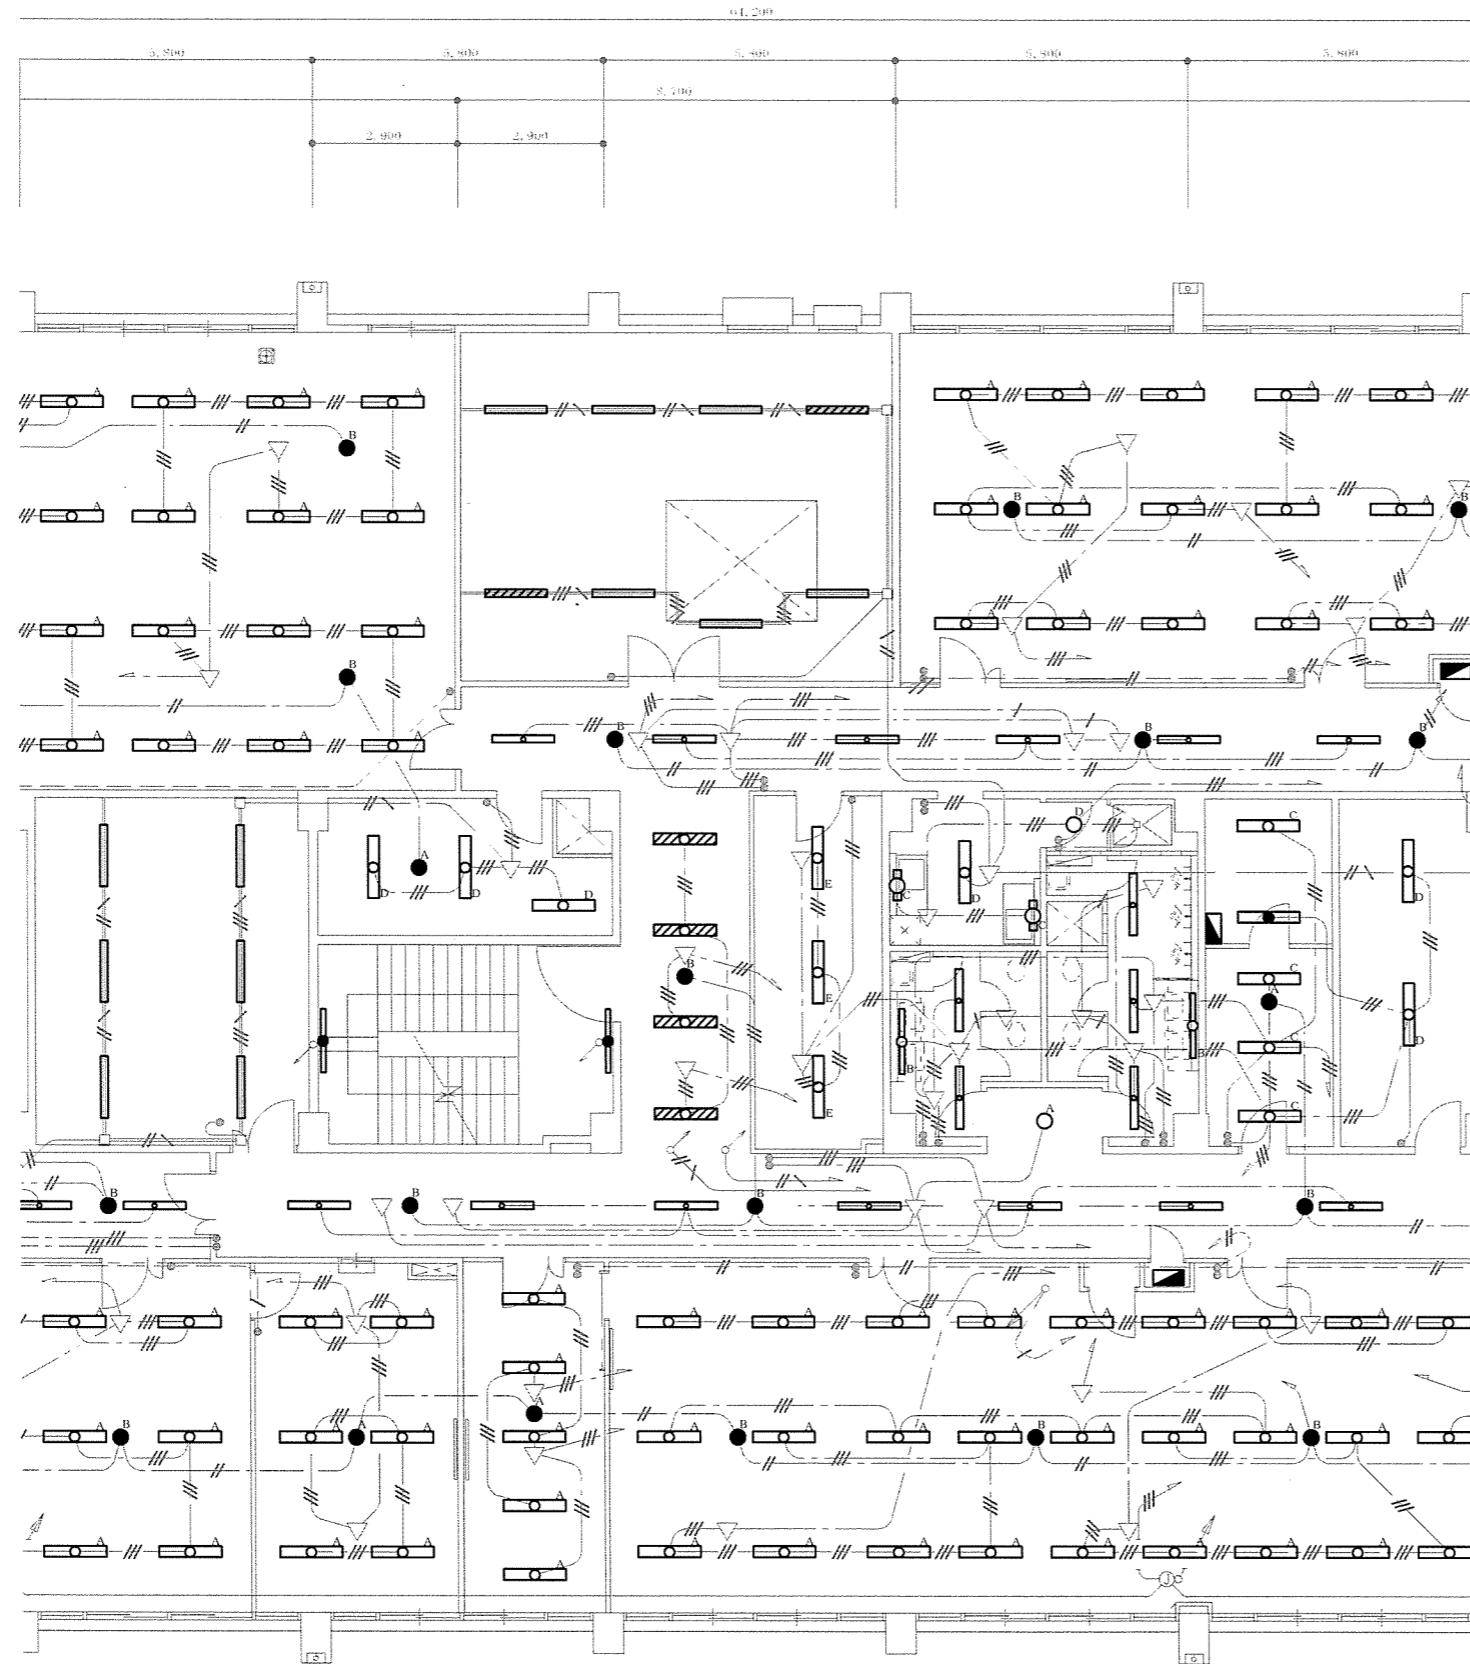 64,200
5,800 5,800 5,800 5,800 5,800
8,700
2,900 2,900
A A A A A A A A A
B
A A A A A B A A A A B
A A A A A A A A A
B
A A A A B B B
D C
A D D D E C D C D
B E C A
E B B C D
A C
B B B B
A A A A A A A A A A A A A
A
A
A B A A A A A B A A A B A A A B A A
A
A A A A A A A A A A A A A
A
J